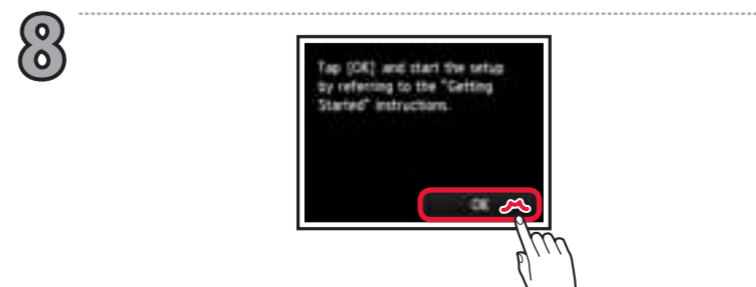 8
Tap [OK] and start the setup
by referring to the "Getting
Started" instructions.
OK